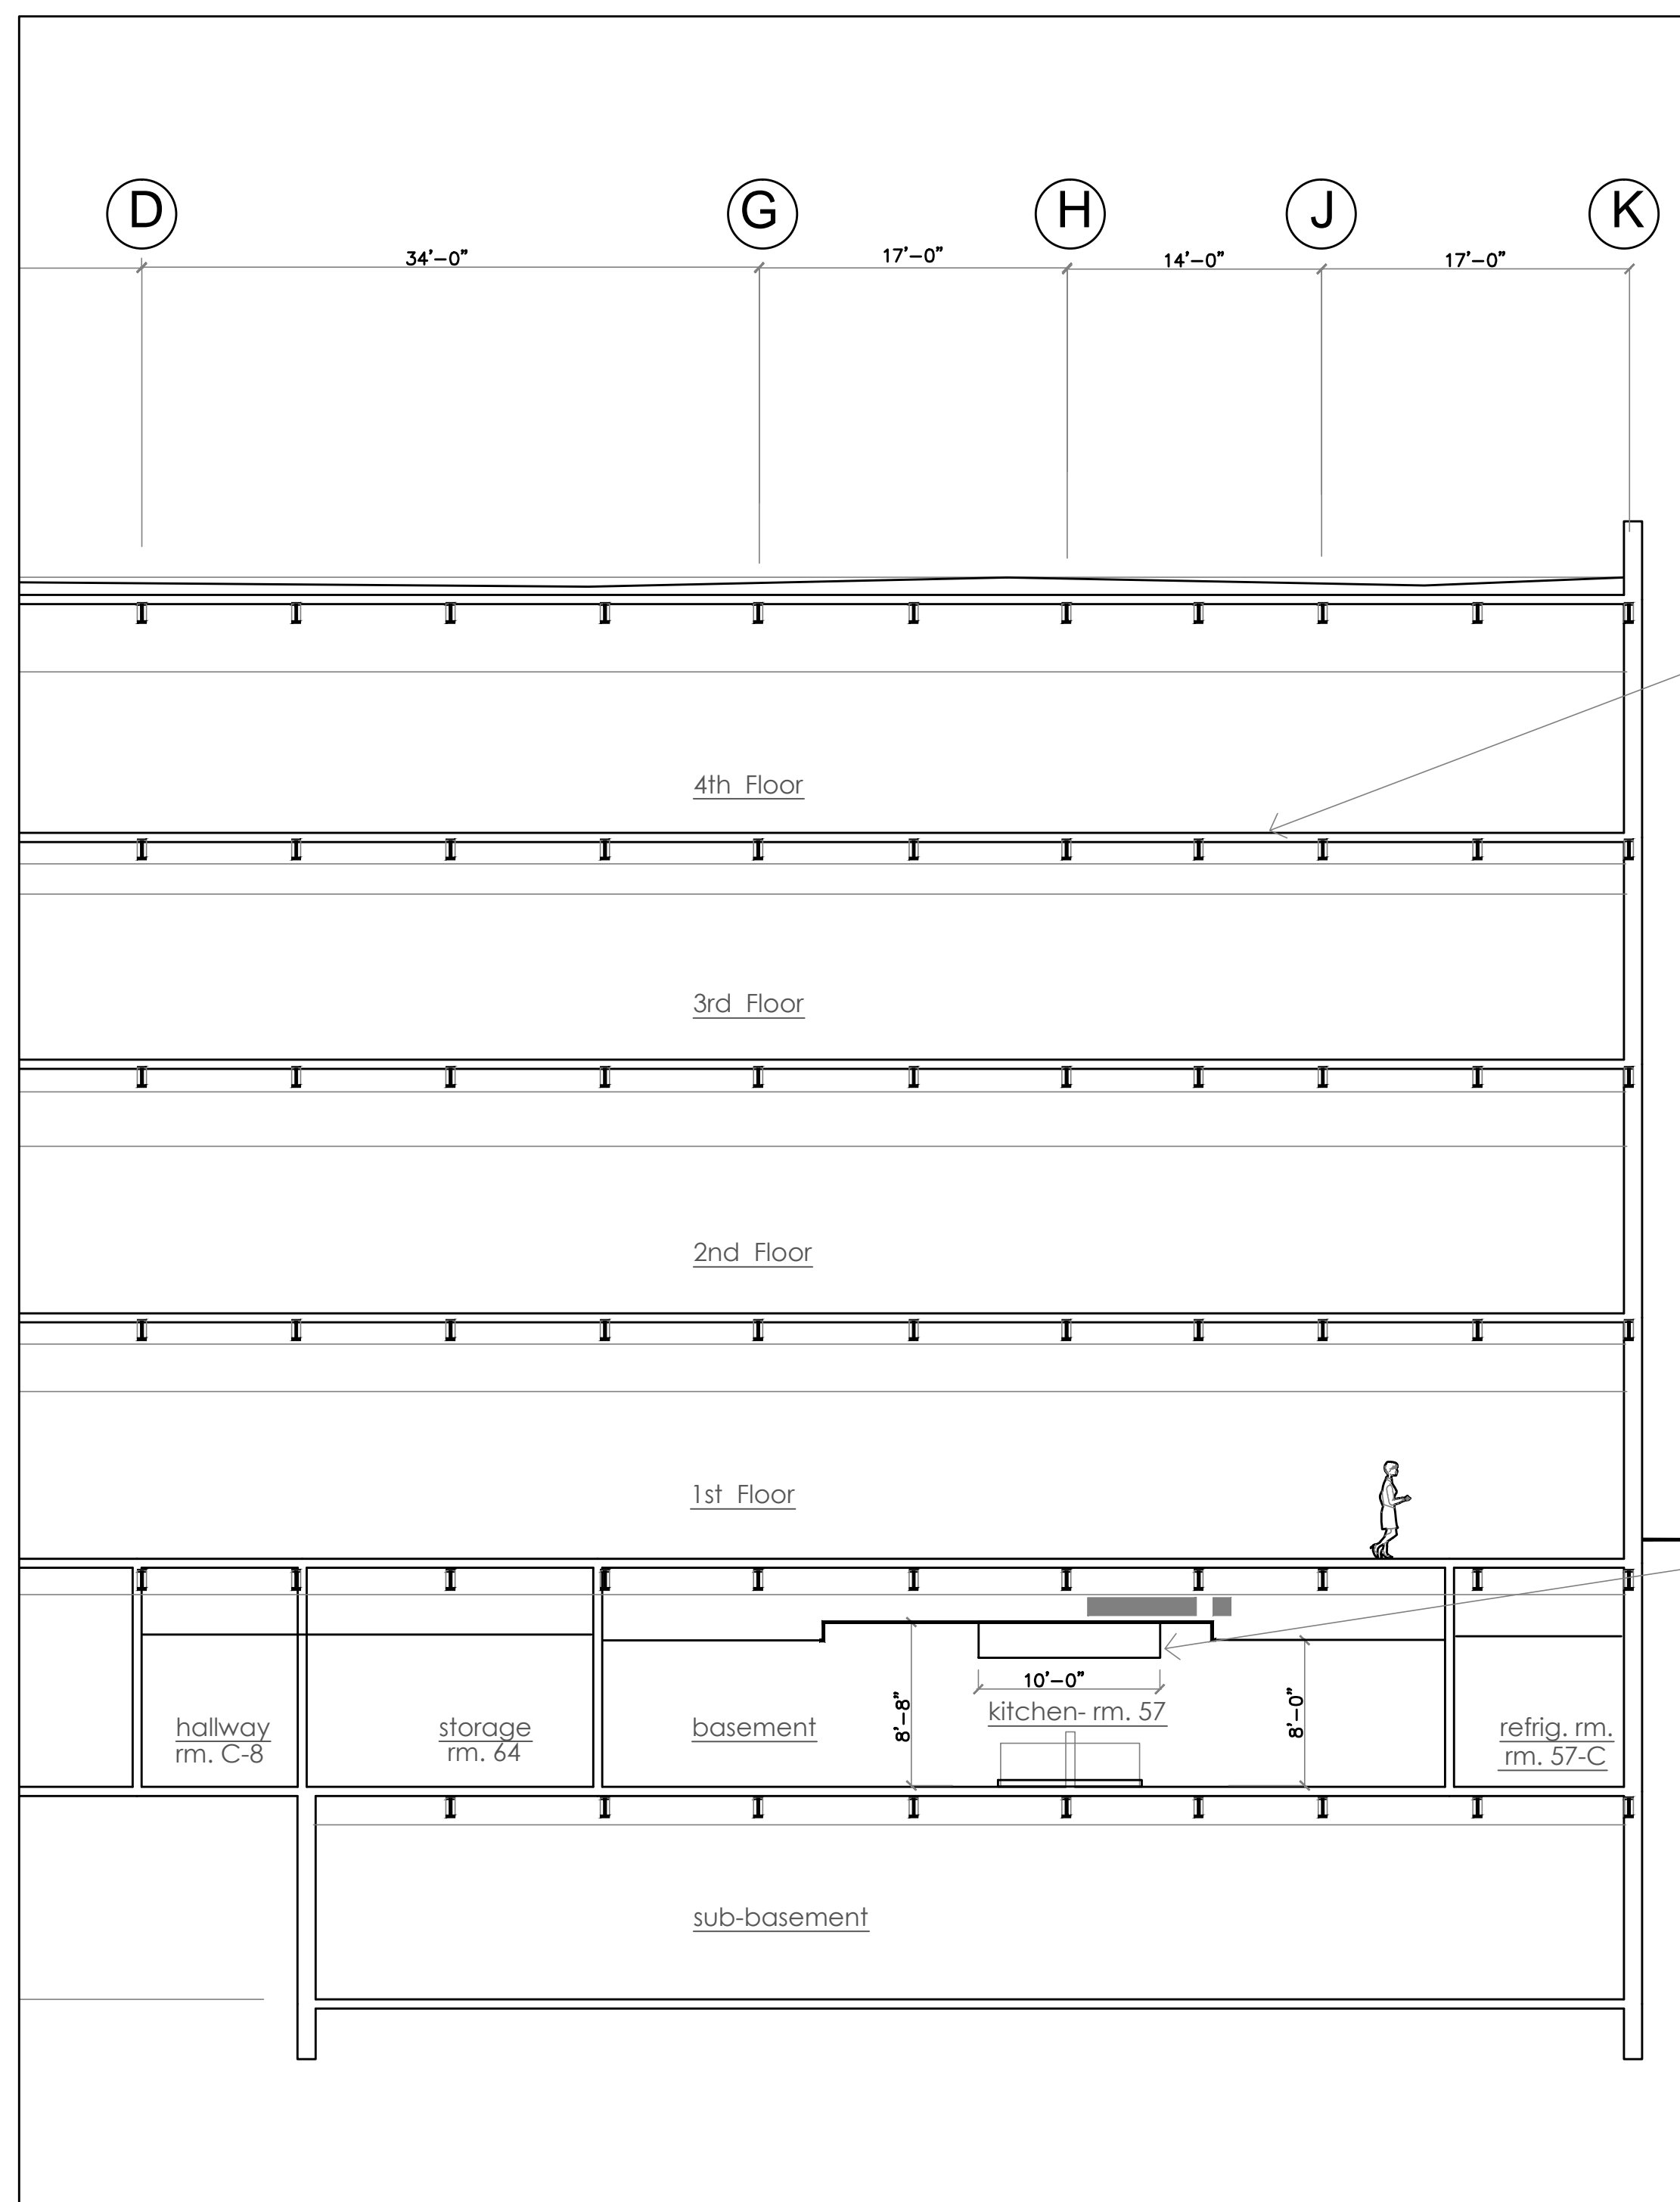 D G H J K
34'-0" 17'-0" 14'-0" 17'-0"
4th Floor
3rd Floor
2nd Floor
1st Floor
10'-0"
8'-8"
8'-0"
kitchen- rm. 57
hallway
rm. C-8
storage
rm. 64
basement
refrig. rm.
rm. 57-C
sub-basement